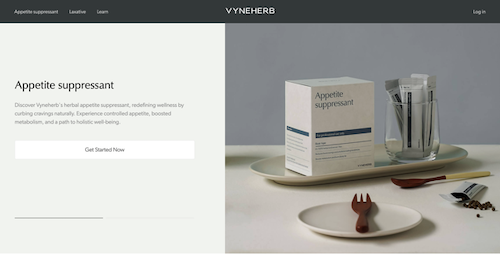 Appetite suppressant Laxative Learn VYNEHERB Log in
Appetite suppressant
Discover Vyneherb's herbal appetite suppressant, redefining wellness by
curbing cravings naturally. Experience controlled appetite, boosted
metabolism, and a path to holistic well-being.
Get Started Now
Appetite
suppressant